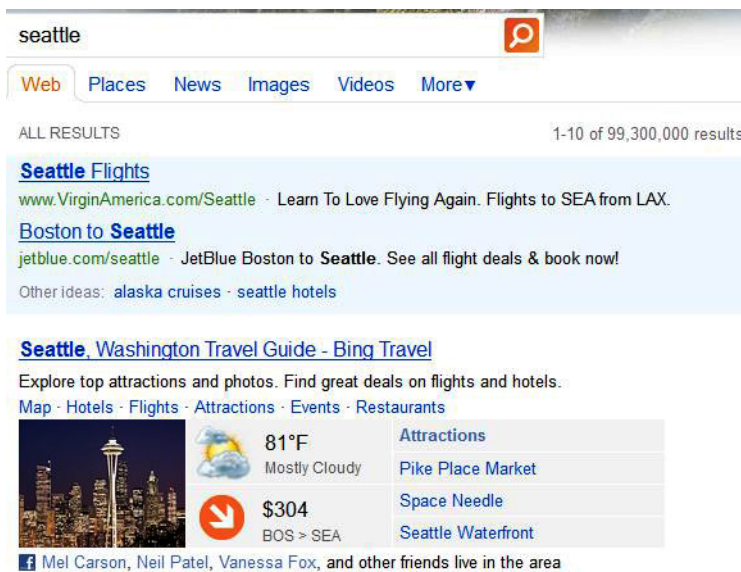 seattle
Web Places News Images Videos More▼
ALL RESULTS 1-10 of 99,300,000 results
Seattle Flights
www.VirginAmerica.com/Seattle · Learn To Love Flying Again. Flights to SEA from LAX.
Boston to Seattle
jetblue.com/seattle · JetBlue Boston to Seattle. See all flight deals & book now!
Other ideas: alaska cruises · seattle hotels
Seattle, Washington Travel Guide - Bing Travel
Explore top attractions and photos. Find great deals on flights and hotels.
Map · Hotels · Flights · Attractions · Events · Restaurants
81°F
Mostly Cloudy
$304
BOS > SEA
Attractions
Pike Place Market
Space Needle
Seattle Waterfront
Mel Carson, Neil Patel, Vanessa Fox, and other friends live in the area